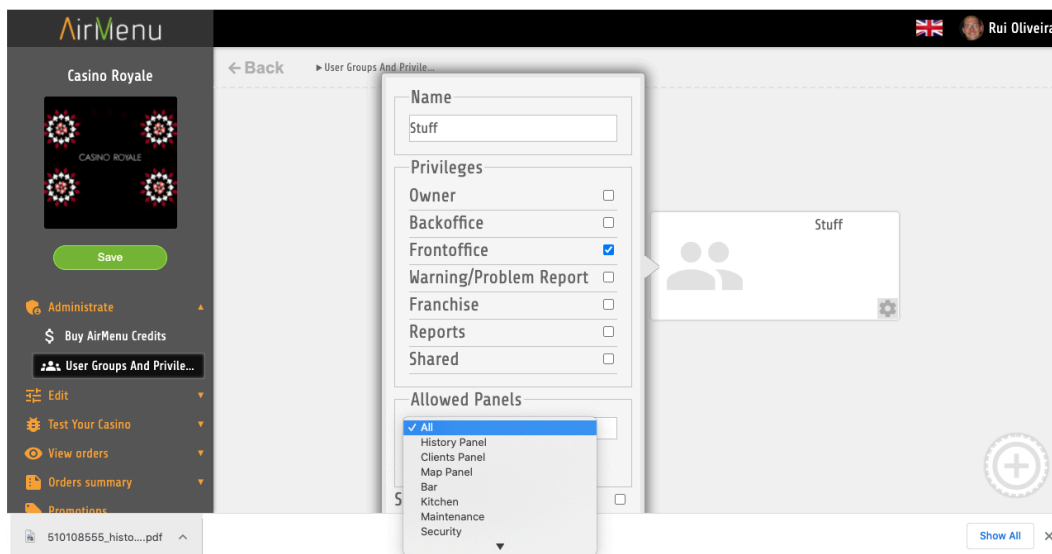 AirMenu
Rui Oliveira
Casino Royale
CASINO ROYALE
Save
Administrate
Buy AirMenu Credits
User Groups And Privile...
Edit
Test Your Casino
View orders
Orders summary
Promotions
← Back
▸ User Groups And Privile...
Name
Stuff
Privileges
Owner
Backoffice
Frontoffice
Warning/Problem Report
Franchise
Reports
Shared
Allowed Panels
✓ All
History Panel
Clients Panel
Map Panel
Bar
Kitchen
Maintenance
Security
S
Stuff
510108555_histo....pdf
Show All